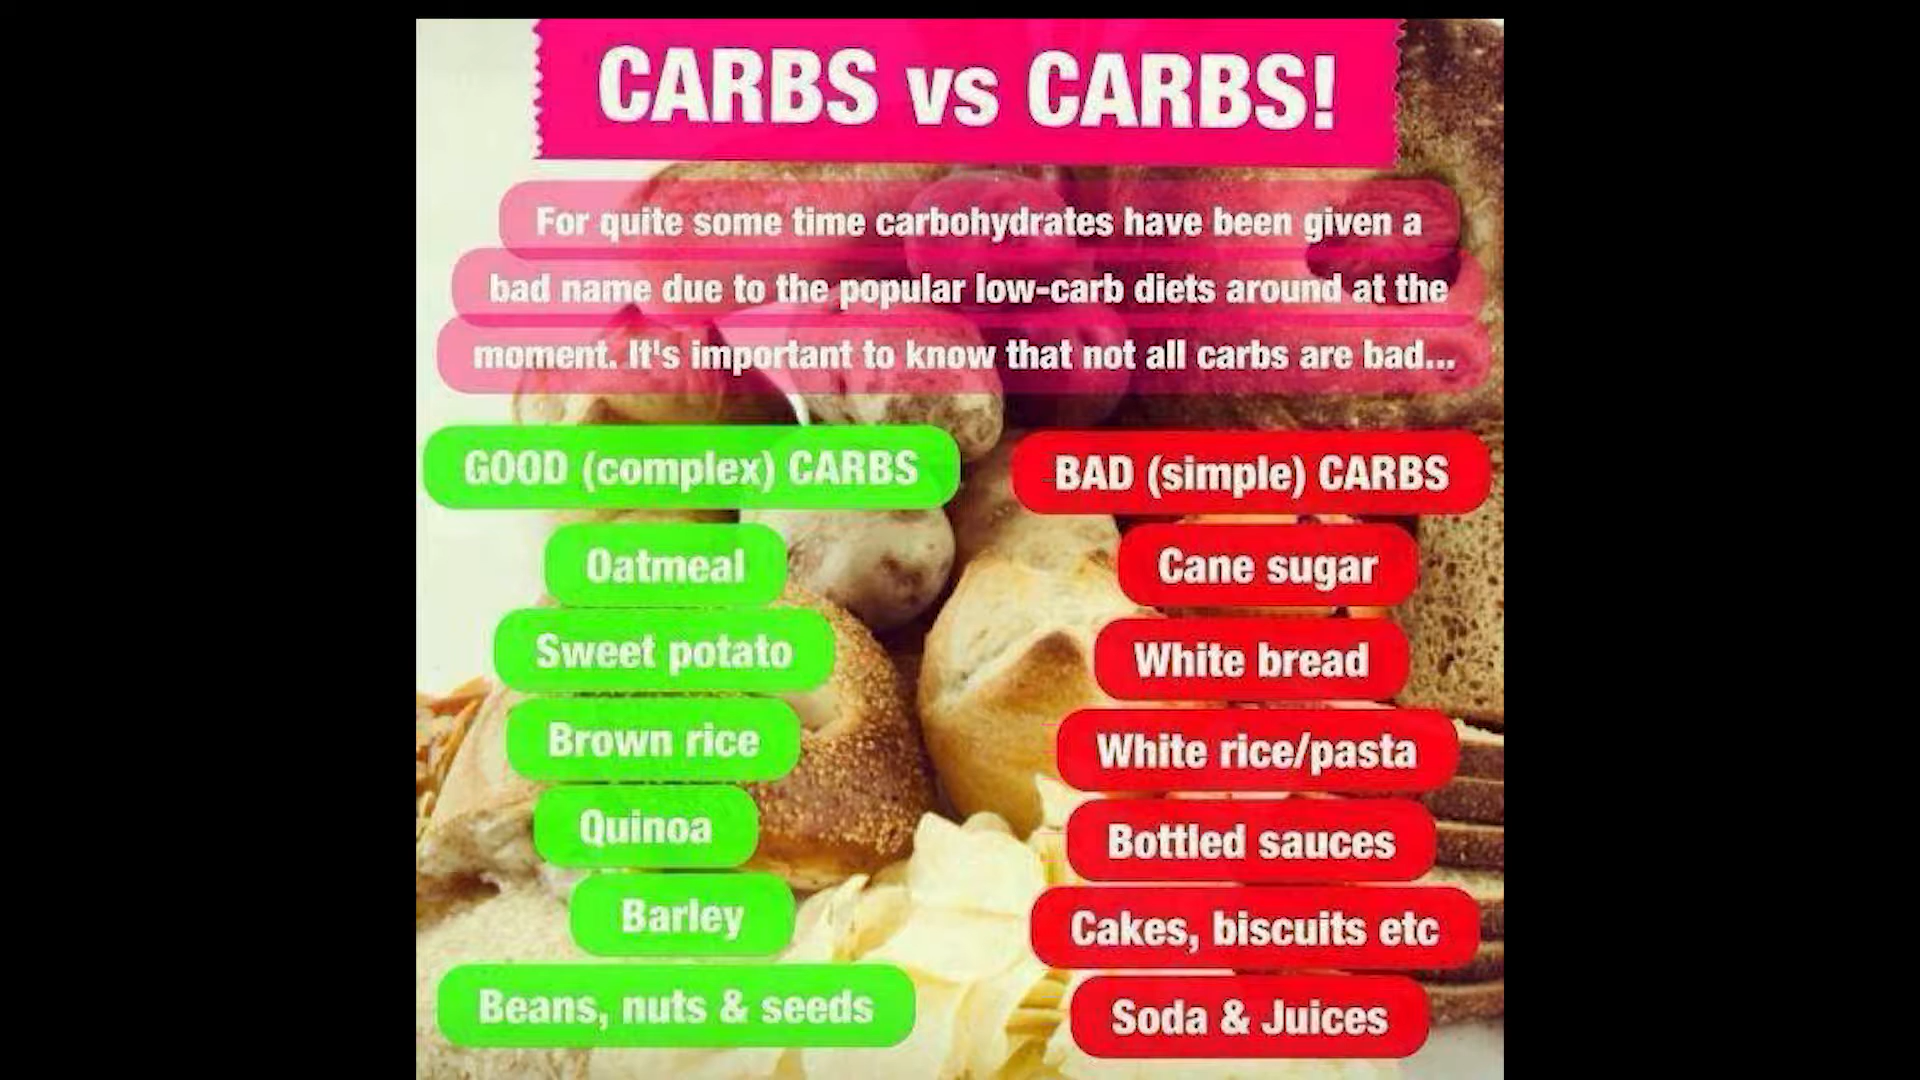 CARBS vs CARBS!
For quite some time carbohydrates have been given a
bad name due to the popular low-carb diets around at the
moment. It's important to know that not all carbs are bad...
GOOD (complex) CARBS
Oatmeal
Sweet potato
Brown rice
Quinoa
Barley
Beans, nuts & seeds
BAD (simple) CARBS
Cane sugar
White bread
White rice/pasta
Bottled sauces
Cakes, biscuits etc
Soda & Juices